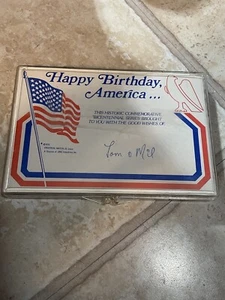 Happy Birthday,
America...
THIS HISTORIC COMMEMORATIVE
BICENTENNIAL SERIES BROUGHT
TO YOU WITH THE GOOD WISHES OF
Tom & Mil